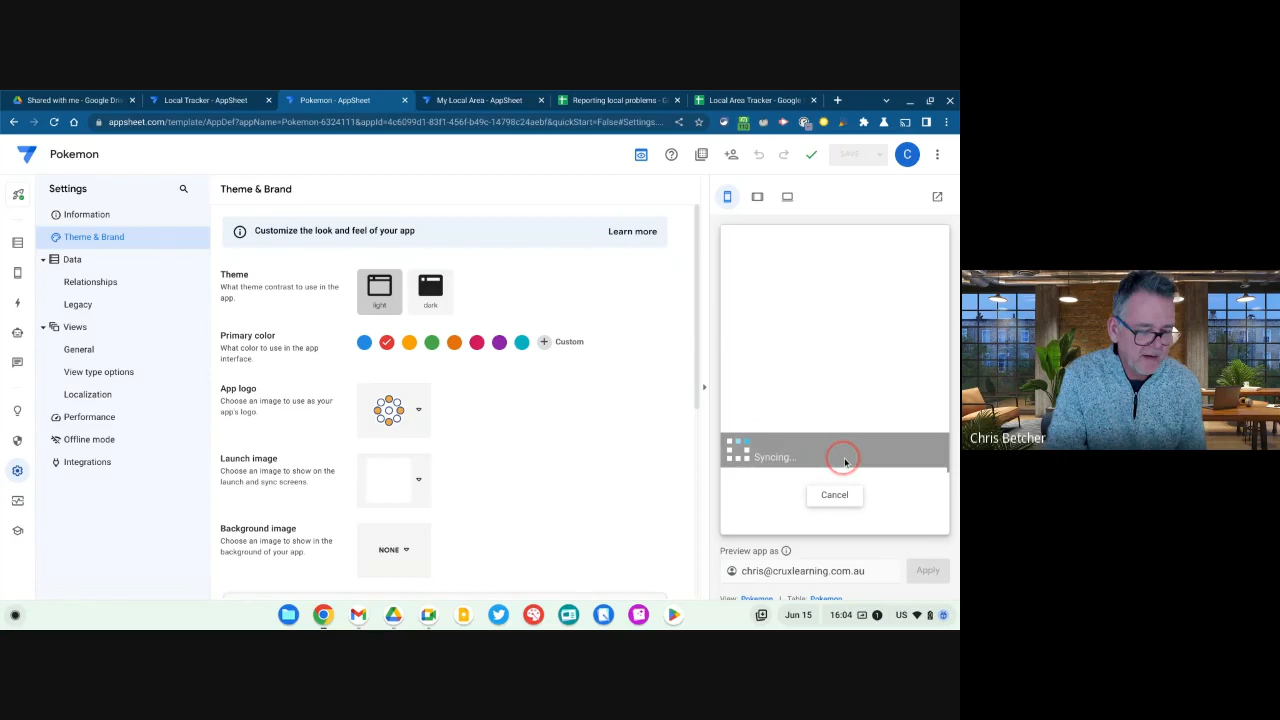 Shared with me - Google Driv
Local Tracker - AppSheet
Pokemon - AppSheet
My Local Area - AppSheet
Reporting local problems - G
Local Area Tracker - Google
appsheet.com/template/AppDef?appName=Pokemon-6324111&appId=4c6099d1-83f1-456f-b49c-14798c24aebf&quickStart=False#Settings....
Pokemon
SAVE
C
Settings
Information
Theme & Brand
Data
Relationships
Legacy
Views
General
View type options
Localization
Performance
Offline mode
Integrations
Theme & Brand
Customize the look and feel of your app
Learn more
Theme
What theme contrast to use in the
app.
light
dark
Primary color
What color to use in the app
interface.
Custom
App logo
Choose an image to use as your
app's logo.
Launch image
Choose an image to show on the
launch and sync screens.
Background image
Choose an image to show in the
background of your app.
NONE
Syncing...
Cancel
Preview app as
chris@cruxlearning.com.au
Apply
View: Pokemon | Table: Pokemon
Jun 15
16:04
1
US
Chris Betcher